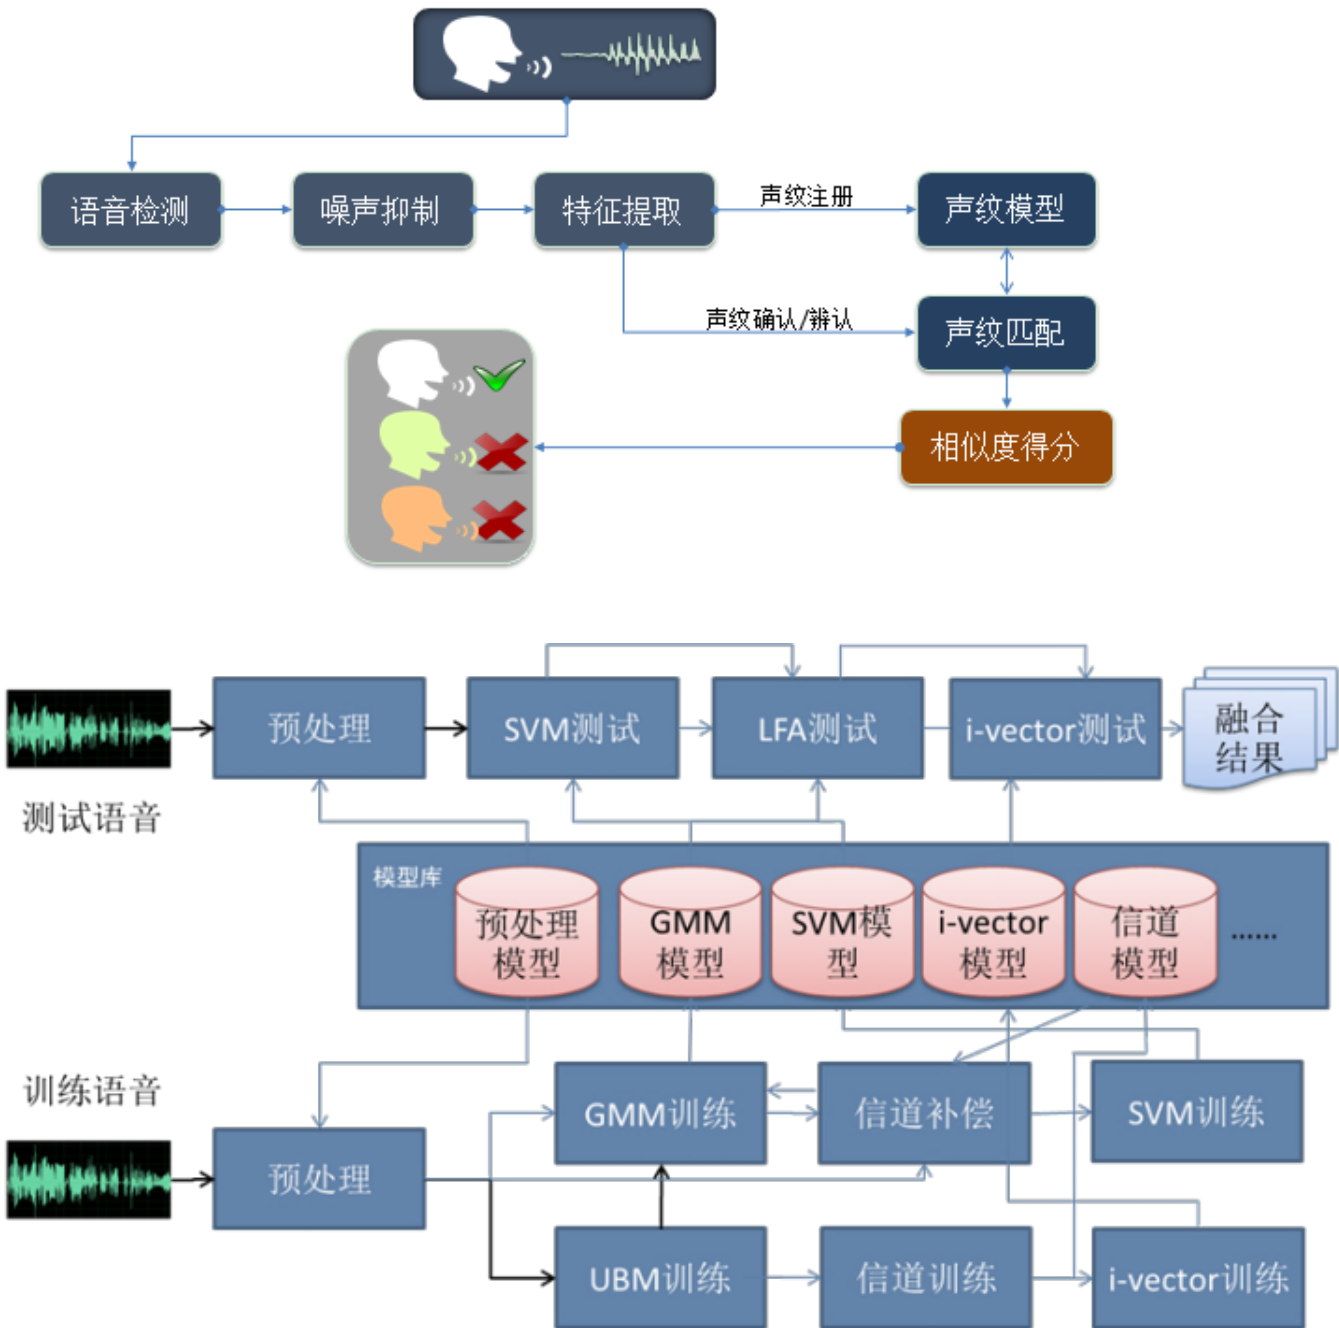 语音检测
噪声抑制
特征提取
声纹注册
声纹模型
声纹确认/辨认
声纹匹配
相似度得分
预处理
SVM测试
LFA测试
i-vector测试
融合
结果
测试语音
模型库
预处理
模型
GMM
模型
SVM模
型
i-vector
模型
信道
模型
......
训练语音
GMM训练
信道补偿
SVM训练
预处理
UBM训练
信道训练
i-vector训练